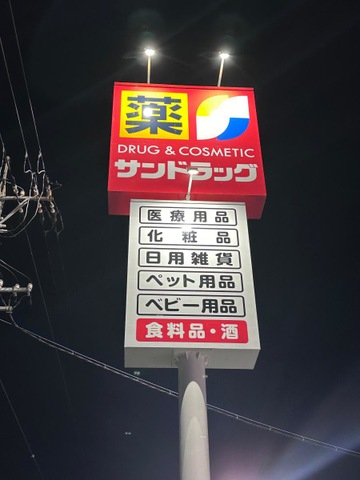 薬
DRUG & COSMETIC
サンドラッグ
医療用品
化粧品
日用雑貨
ペット用品
ベビー用品
食料品・酒